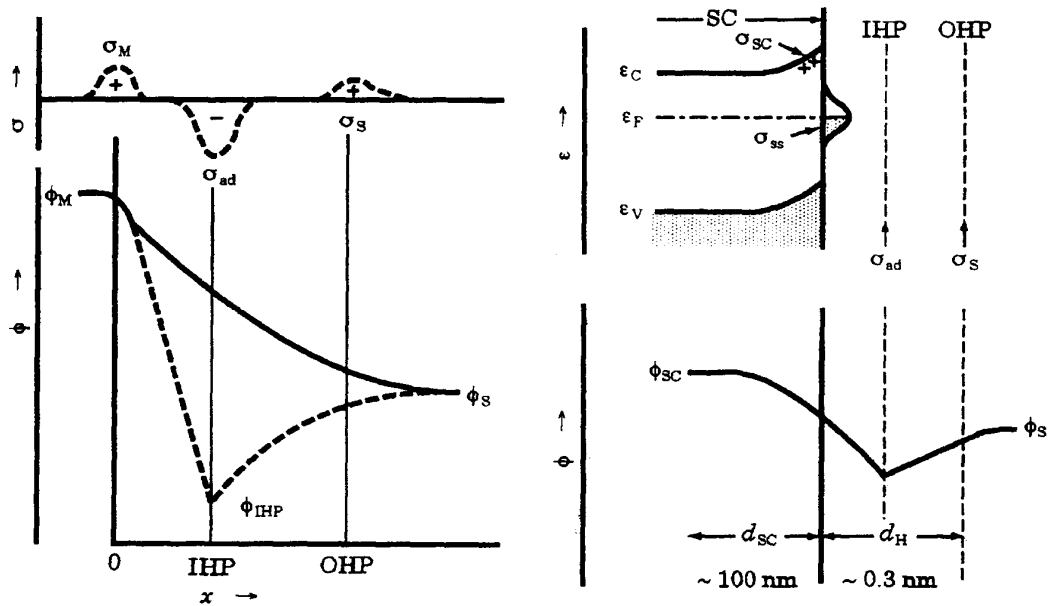 σ_M
+
σ →
−
+
σ_S
σ_ad
ϕ_M
ϕ →
ϕ_S
ϕ_IHP
0
IHP
OHP
x →
SC
IHP
OHP
σ_SC
+ +
ε_C
ε_F
σ_ss
ε →
ε_V
σ_ad
σ_S
ϕ_SC
ϕ →
ϕ_S
d_SC
d_H
~ 100 nm
~ 0.3 nm